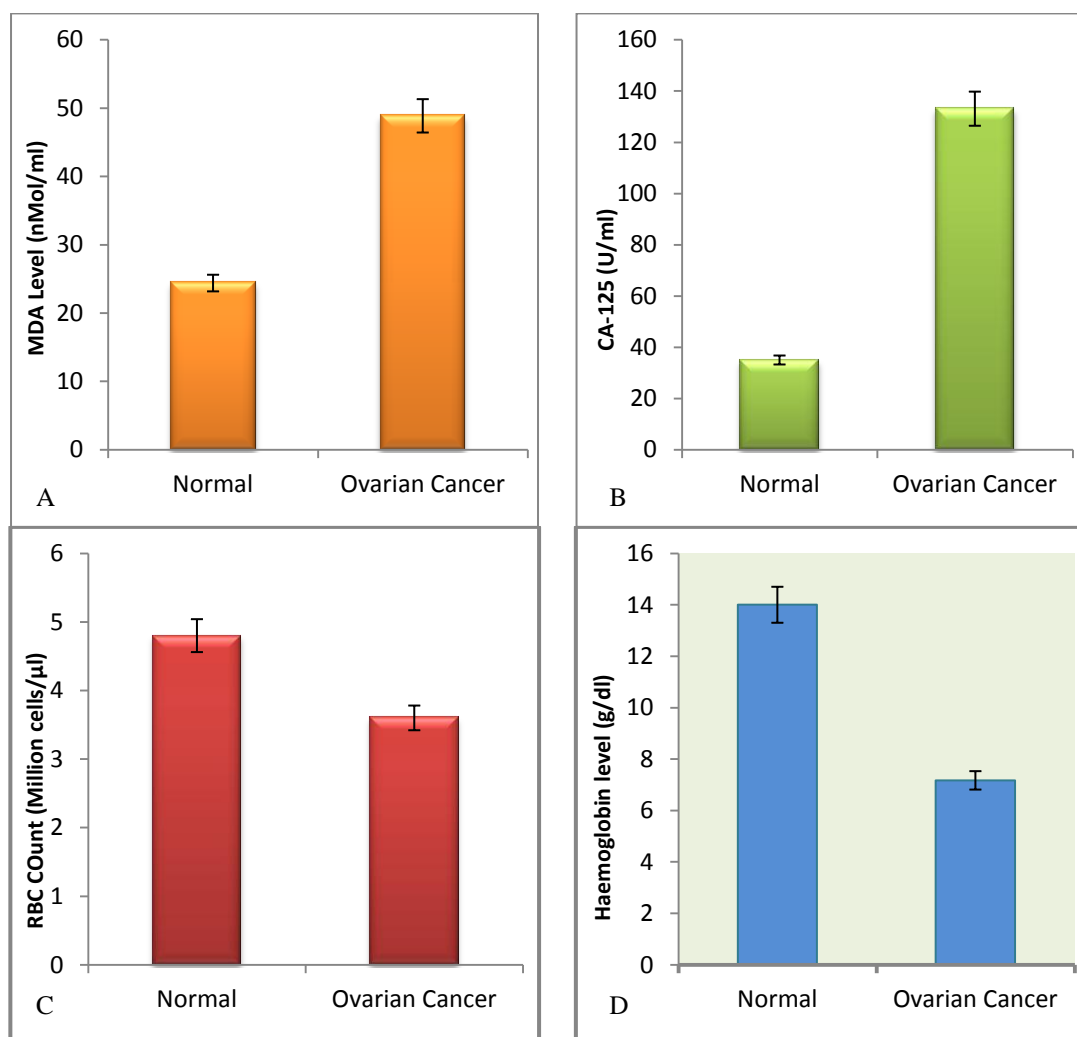 60
50
40
30
20
10
0
MDA Level (nMol/ml)
Normal
Ovarian Cancer
A
160
140
120
100
80
60
40
20
0
CA-125 (U/ml)
Normal
Ovarian Cancer
B
6
5
4
3
2
1
0
RBC COunt (Million cells/µl)
Normal
Ovarian Cancer
C
16
14
12
10
8
6
4
2
0
Haemoglobin level (g/dl)
Normal
Ovarian Cancer
D